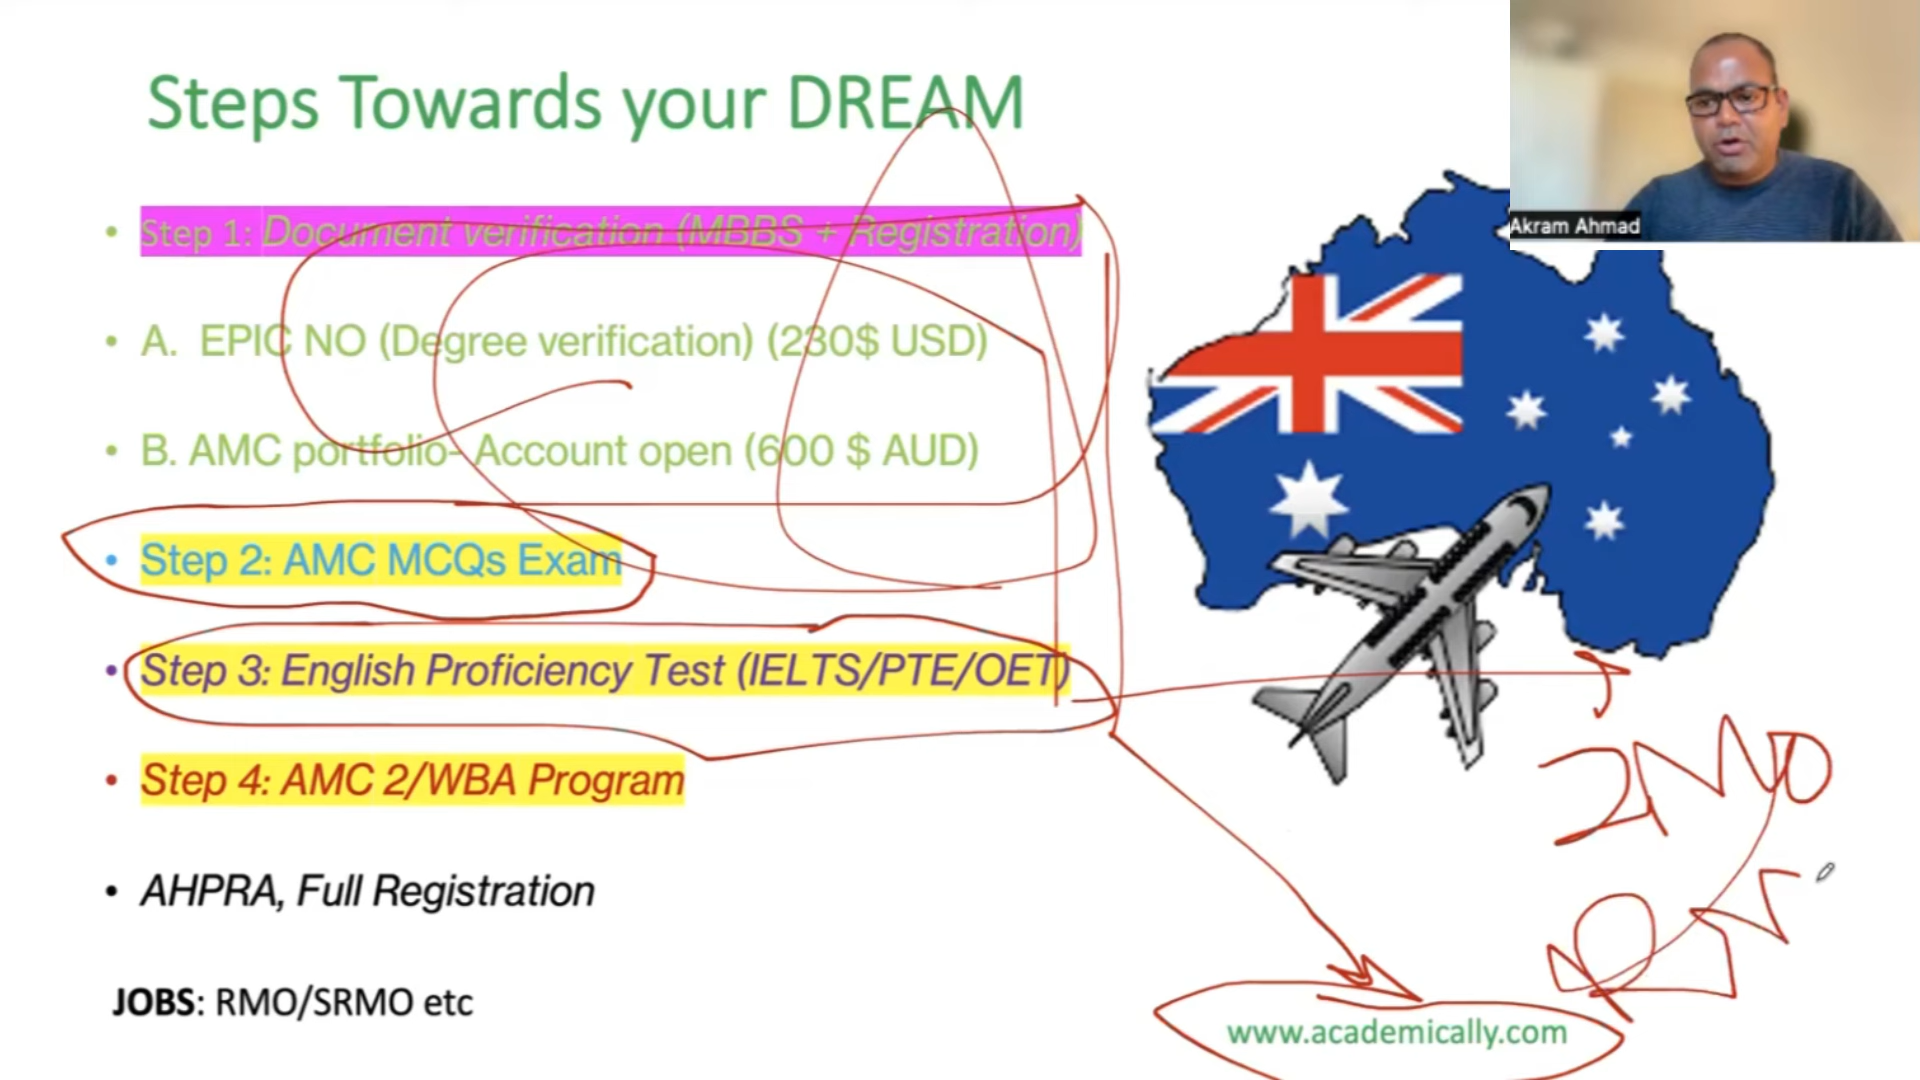 Steps Towards your DREAM
Akram Ahmad
• Step 1: Document verification (MBBS + Registration)
• A. EPIC NO (Degree verification) (230$ USD)
• B. AMC portfolio- Account open (600 $ AUD)
• Step 2: AMC MCQs Exam
• Step 3: English Proficiency Test (IELTS/PTE/OET)
• Step 4: AMC 2/WBA Program
• AHPRA, Full Registration
JOBS: RMO/SRMO etc
www.academically.com